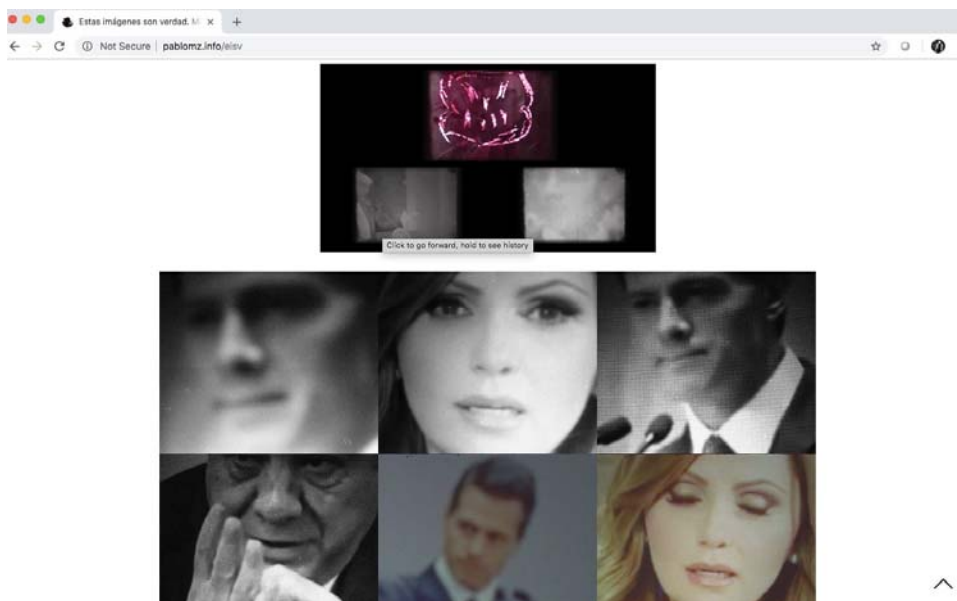 Estas imágenes son verdad. M
Not Secure | pablomz.info/eisv
Click to go forward, hold to see history